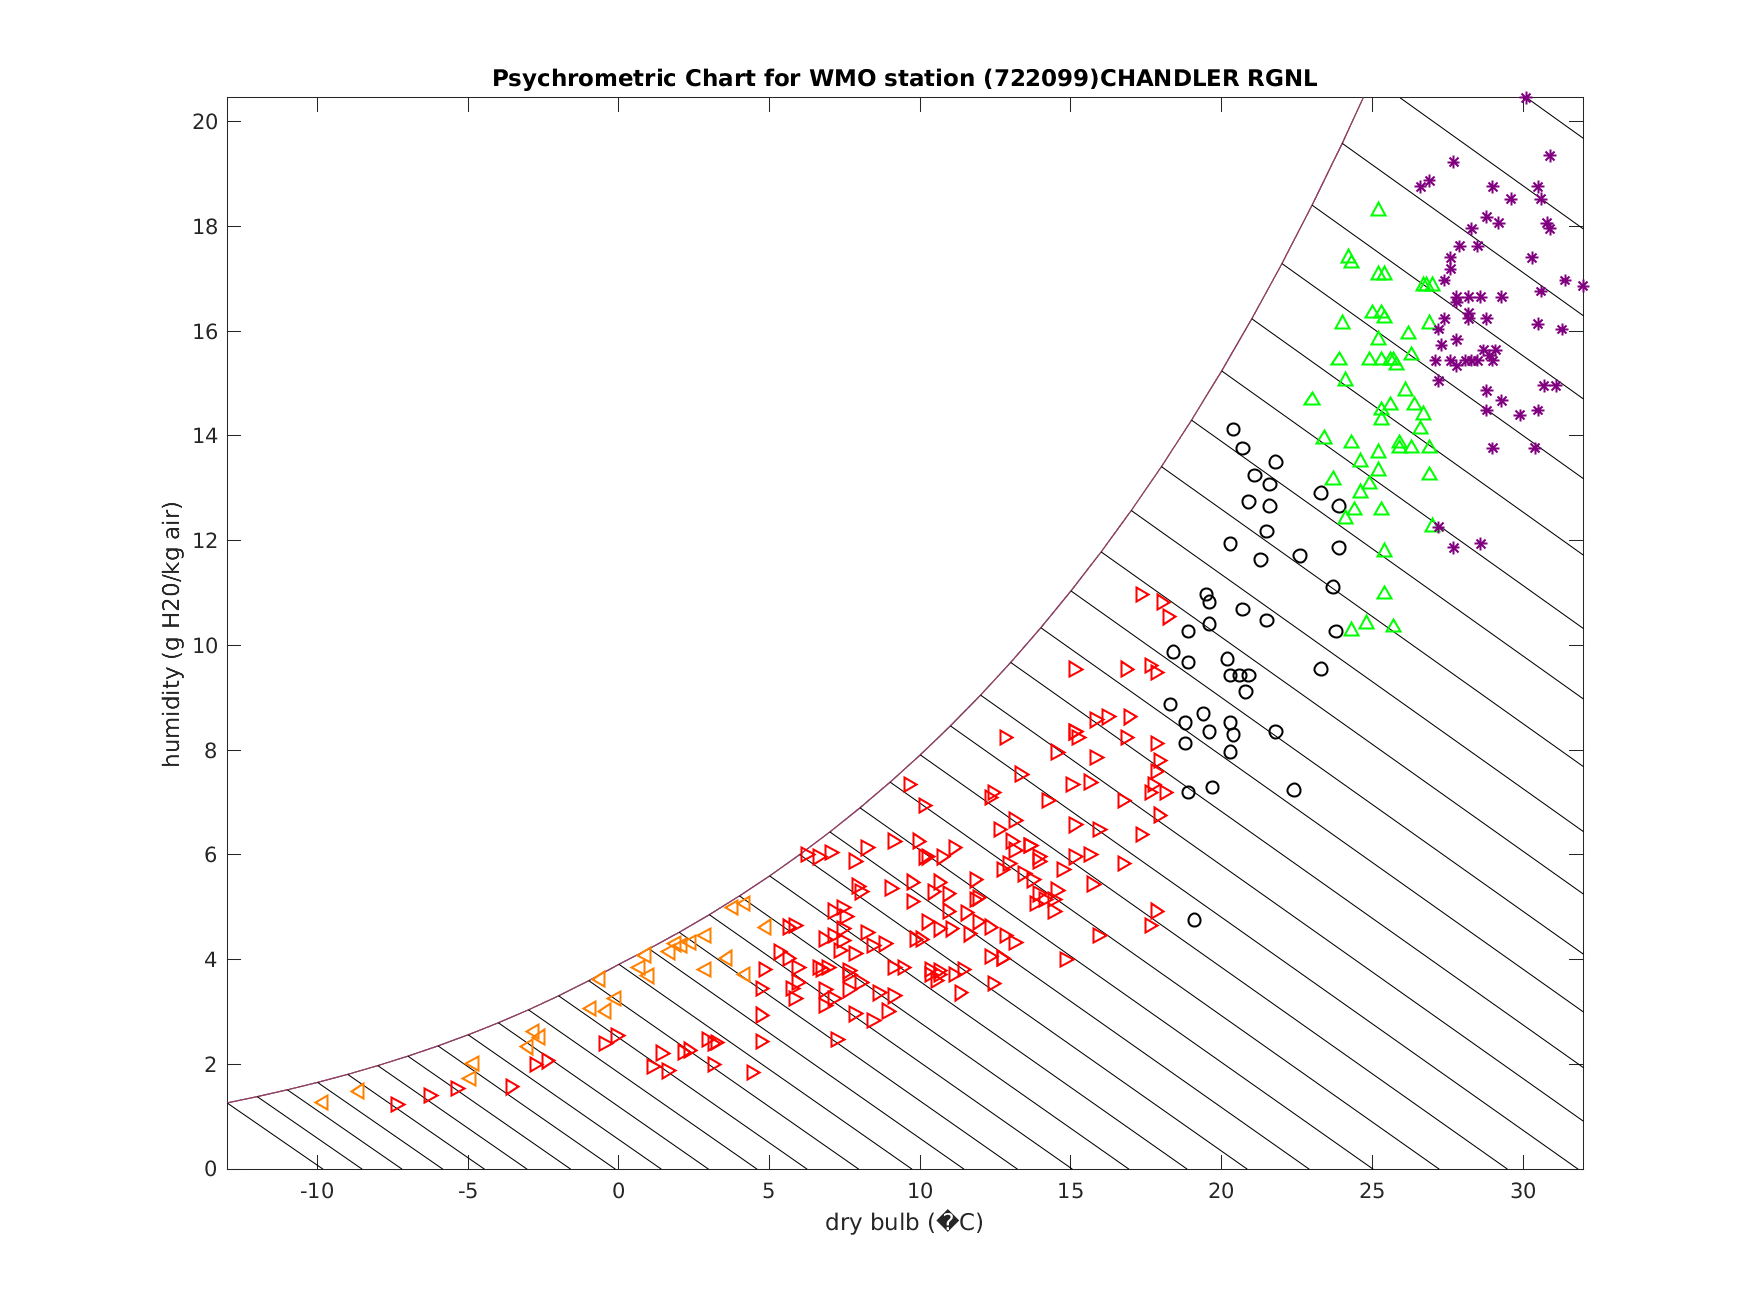 Psychrometric Chart for WMO station (722099)CHANDLER RGNL
humidity (g H20/kg air)
20
18
16
14
12
10
8
6
4
2
0
-10 -5 0 5 10 15 20 25 30
dry bulb (�C)